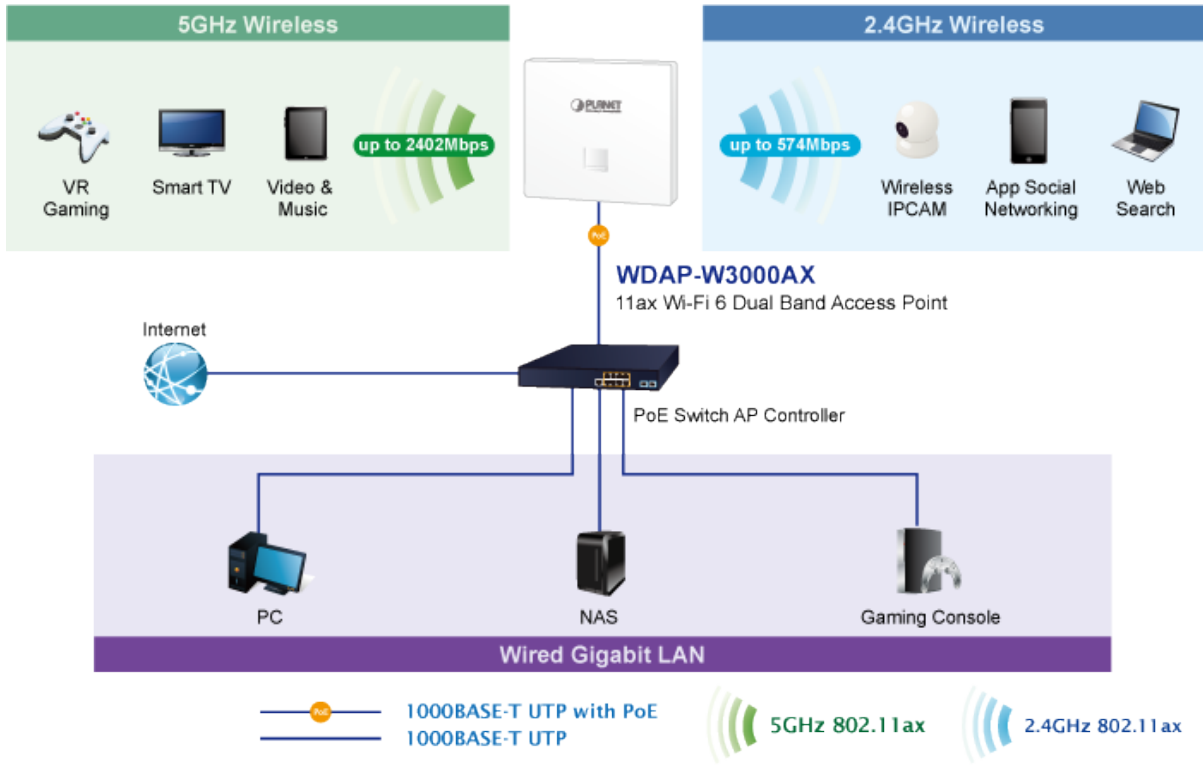 5GHz Wireless
2.4GHz Wireless
PLANET
up to 2402Mbps
up to 574Mbps
VR
Gaming
Smart TV
Video &
Music
Wireless
IPCAM
App Social
Networking
Web
Search
PoE
WDAP-W3000AX
11ax Wi-Fi 6 Dual Band Access Point
Internet
PoE Switch AP Controller
PC
NAS
Gaming Console
Wired Gigabit LAN
PoE
1000BASE-T UTP with PoE
1000BASE-T UTP
5GHz 802.11ax
2.4GHz 802.11ax